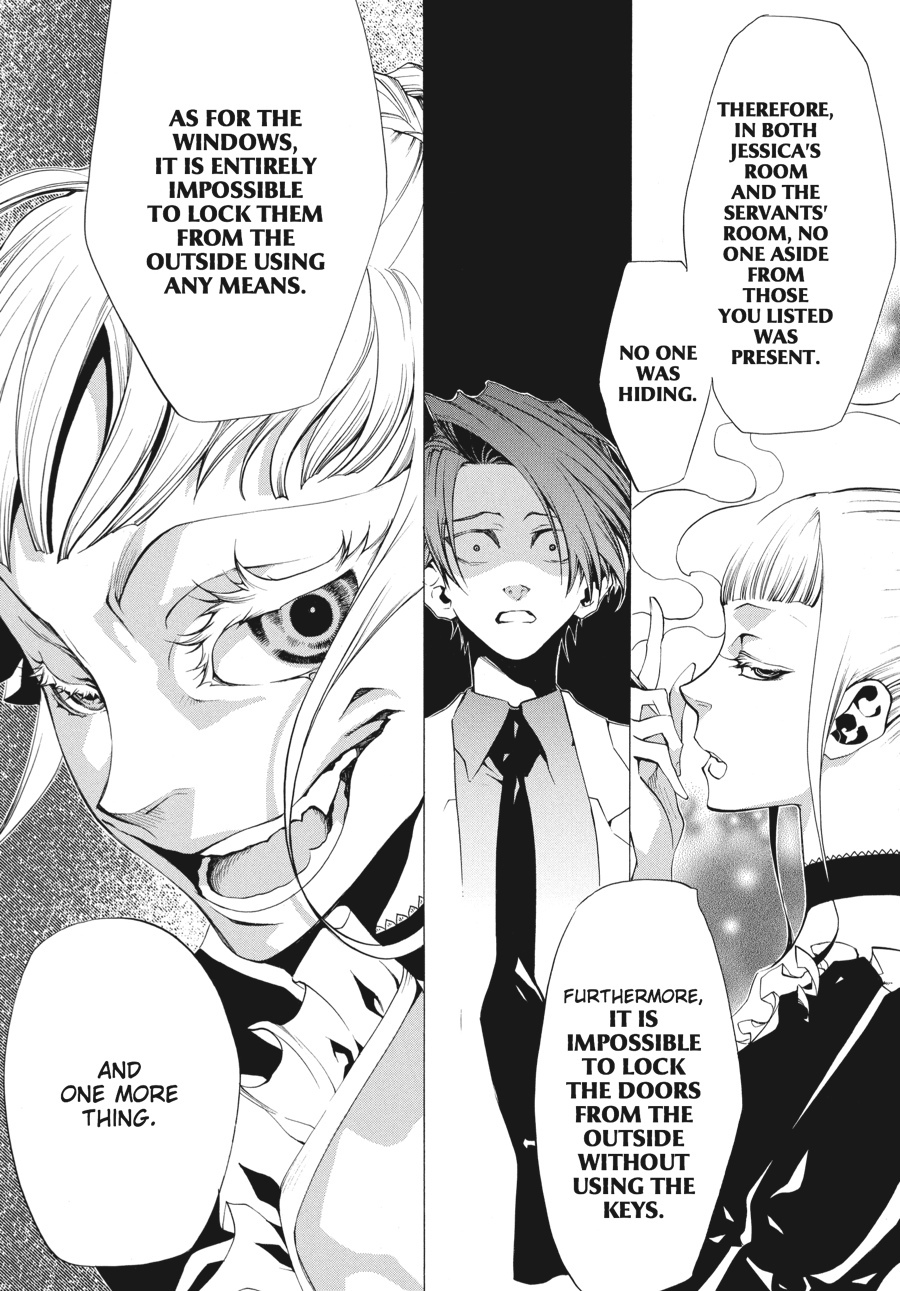 THEREFORE,
IN BOTH
JESSICA'S
ROOM
AND THE
SERVANTS'
ROOM, NO
ONE ASIDE
FROM
THOSE
YOU LISTED
WAS
PRESENT.
NO ONE
WAS
HIDING.
FURTHERMORE,
IT IS
IMPOSSIBLE
TO LOCK
THE DOORS
FROM THE
OUTSIDE
WITHOUT
USING THE
KEYS.
AS FOR THE
WINDOWS,
IT IS ENTIRELY
IMPOSSIBLE
TO LOCK THEM
FROM THE
OUTSIDE USING
ANY MEANS.
AND
ONE MORE
THING.